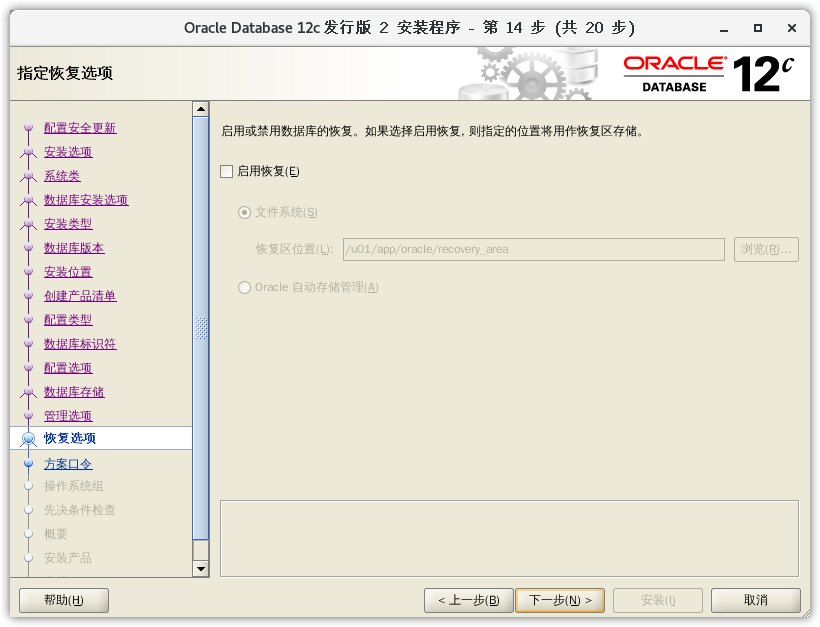 Oracle Database 12c 发行版 2 安装程序 - 第 14 步 (共 20 步)
指定恢复选项
ORACLE®
DATABASE
12c
配置安全更新
安装选项
系统类
数据库安装选项
安装类型
数据库版本
安装位置
创建产品清单
配置类型
数据库标识符
配置选项
数据库存储
管理选项
恢复选项
方案口令
操作系统组
先决条件检查
概要
安装产品
启用或禁用数据库的恢复。如果选择启用恢复, 则指定的位置将用作恢复区存储。
启用恢复(E)
文件系统(S)
恢复区位置(L): /u01/app/oracle/recovery_area 浏览(R)...
Oracle 自动存储管理(A)
帮助(H) < 上一步(B) 下一步(N) > 安装(I) 取消